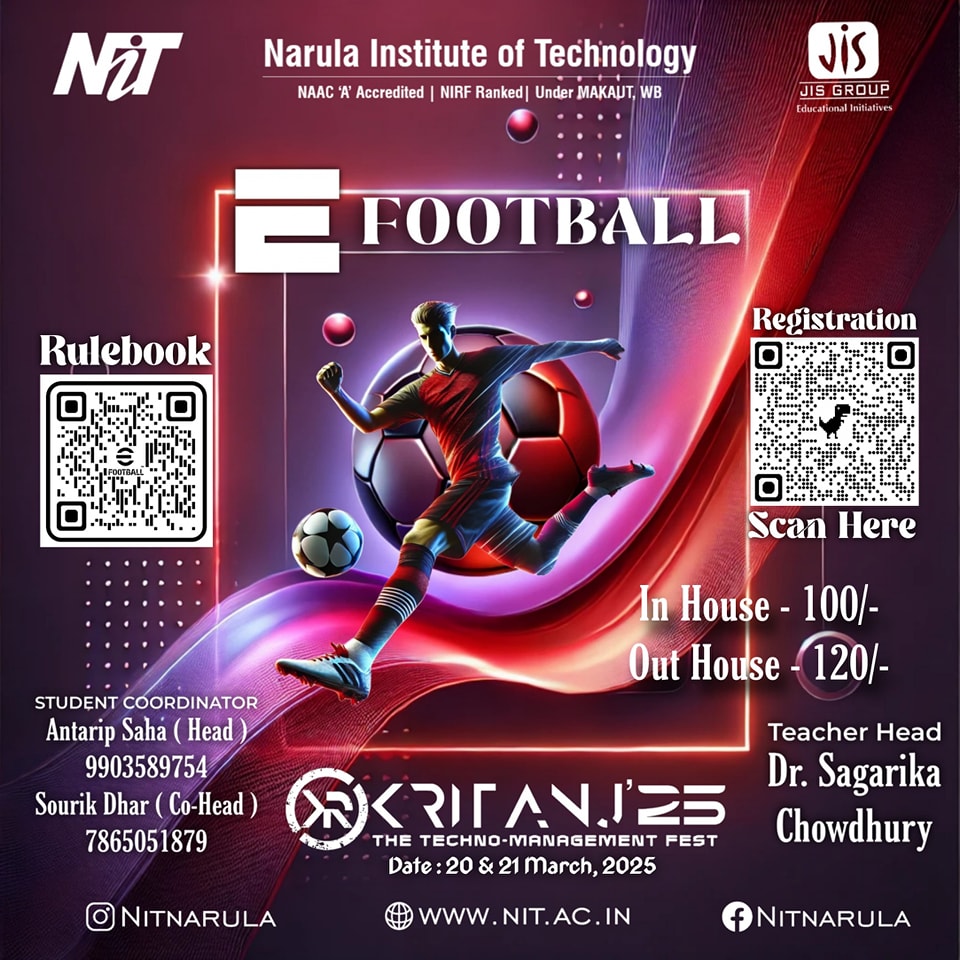 NiT
Narula Institute of Technology
NAAC ‘A’ Accredited | NIRF Ranked| Under MAKAUT, WB
JIS
JIS GROUP
Educational Initiatives
E FOOTBALL
Rulebook
FOOTBALL
Registration
Scan Here
In House - 100/-
Out House - 120/-
STUDENT COORDINATOR
Antarip Saha ( Head )
9903589754
Sourik Dhar ( Co-Head )
7865051879
Teacher Head
Dr. Sagarika
Chowdhury
KR
KRITANJ'25
THE TECHNO-MANAGEMENT FEST
Date : 20 & 21 March, 2025
NITNARULA
WWW.NIT.AC.IN
NITNARULA